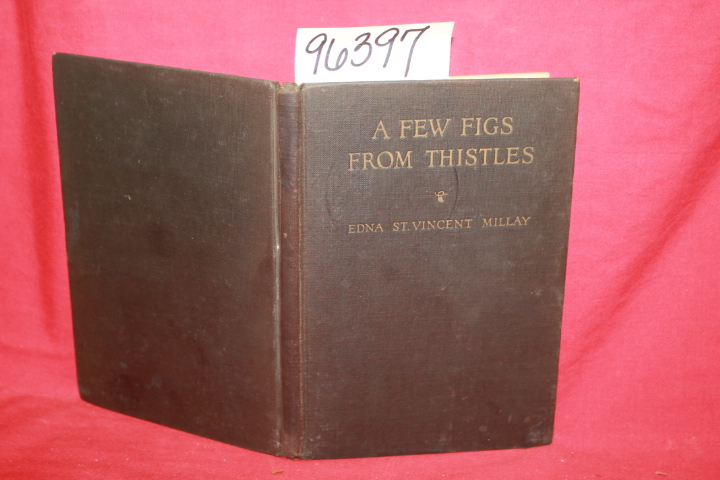 96397
A FEW FIGS
FROM THISTLES
EDNA ST. VINCENT MILLAY